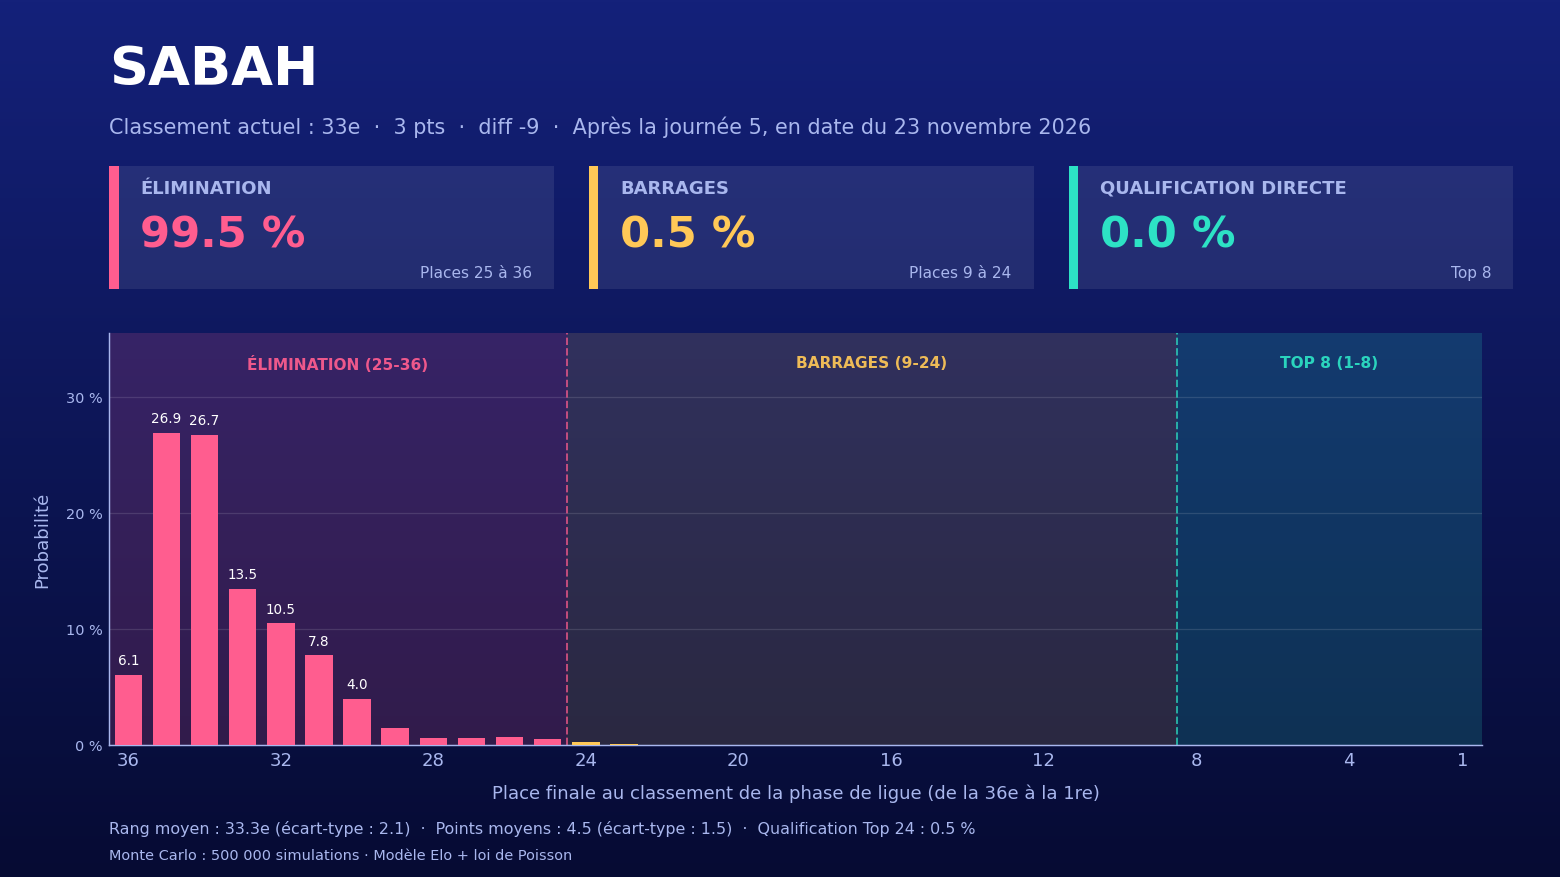 SABAH
Classement actuel : 33e · 3 pts · diff -9 · Après la journée 5, en date du 23 novembre 2026
ÉLIMINATION
99.5 %
Places 25 à 36
BARRAGES
0.5 %
Places 9 à 24
QUALIFICATION DIRECTE
0.0 %
Top 8
ÉLIMINATION (25-36)
BARRAGES (9-24)
TOP 8 (1-8)
Probabilité
30 %
20 %
10 %
0 %
6.1
26.9
26.7
13.5
10.5
7.8
4.0
36 32 28 24 20 16 12 8 4 1
Place finale au classement de la phase de ligue (de la 36e à la 1re)
Rang moyen : 33.3e (écart-type : 2.1) · Points moyens : 4.5 (écart-type : 1.5) · Qualification Top 24 : 0.5 %
Monte Carlo : 500 000 simulations · Modèle Elo + loi de Poisson